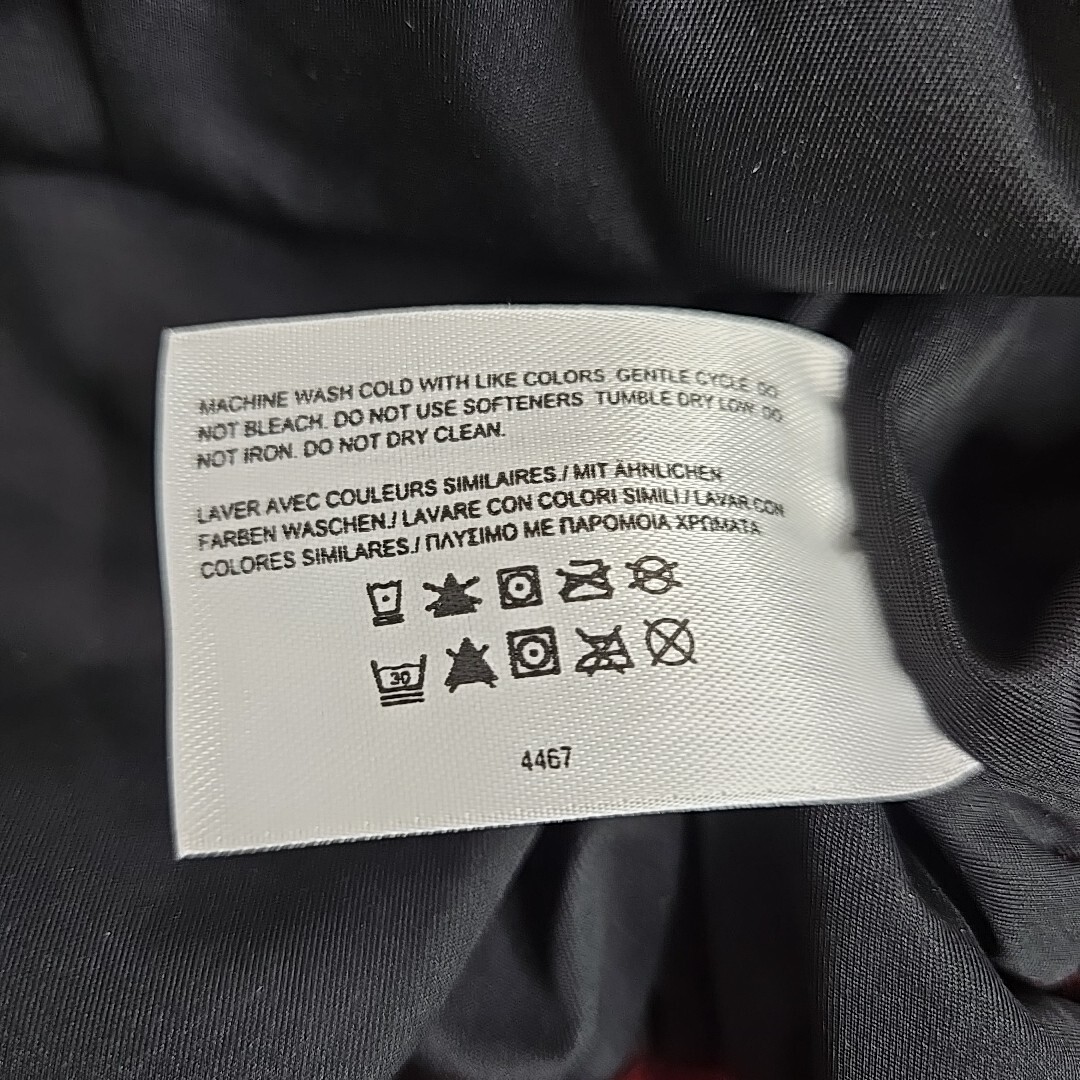 MACHINE WASH COLD WITH LIKE COLORS. GENTLE CYCLE. DO
NOT BLEACH. DO NOT USE SOFTENERS. TUMBLE DRY LOW. DO
NOT IRON. DO NOT DRY CLEAN.
LAVER AVEC COULEURS SIMILAIRES./ MIT ÄHNLICHEN
FARBEN WASCHEN./ LAVARE CON COLORI SIMILI./ LAVAR CON
COLORES SIMILARES./ ΠΛΥΣΙΜΟ ΜΕ ΠΑΡΟΜΟΙΑ ΧΡΩΜΑΤΑ
30
4467